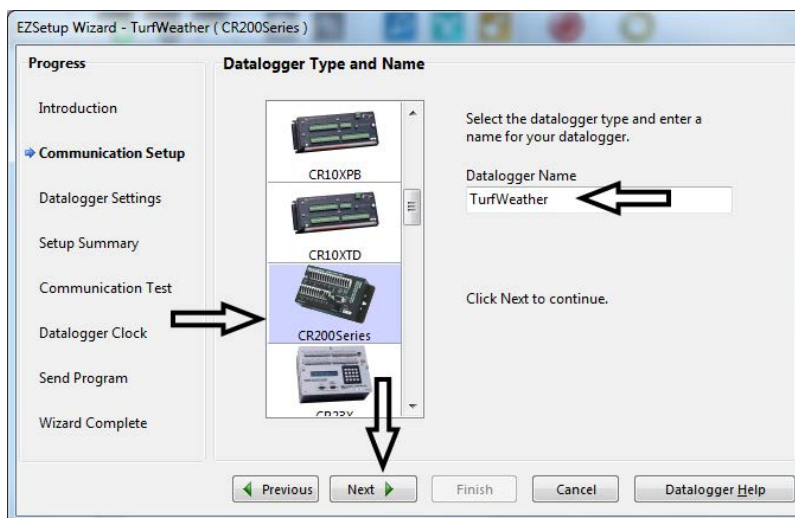 EZSetup Wizard - TurfWeather ( CR200Series )
Progress
Introduction
Communication Setup
Datalogger Settings
Setup Summary
Communication Test
Datalogger Clock
Send Program
Wizard Complete
Datalogger Type and Name
CR10XPB
CR10XTD
CR200Series
CR23X
Select the datalogger type and enter a
name for your datalogger.
Datalogger Name
TurfWeather
Click Next to continue.
Previous
Next
Finish
Cancel
Datalogger Help